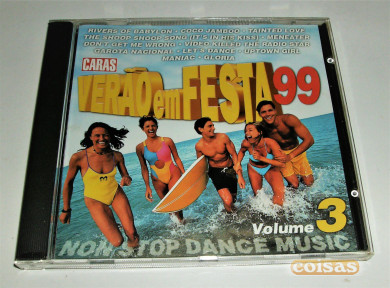 RIVERS OF BABYLON · COCO JAMBOO · TAINTED LOVE
THE SHOOP SHOOP SONG (IT'S IN HIS KISS) · MANEATER
DON'T GET ME WRONG · VIDEO KILLED THE RADIO STAR
GAROTA NACIONAL · LET'S DANCE · UPTOWN GIRL
MANIAC · GLORIA
CARAS
VERÃO em FESTA 99
Volume 3
NON STOP DANCE MUSIC
coisas